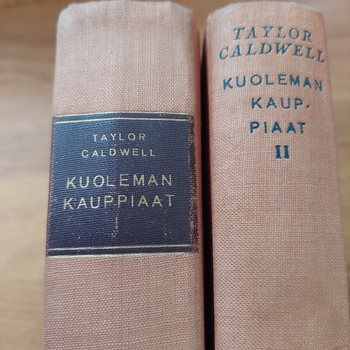 TAYLOR
CALDWELL
KUOLEMAN
KAUPPIAAT
TAYLOR
CALDWELL
KUOLEMAN
KAUP-
PIAAT
II